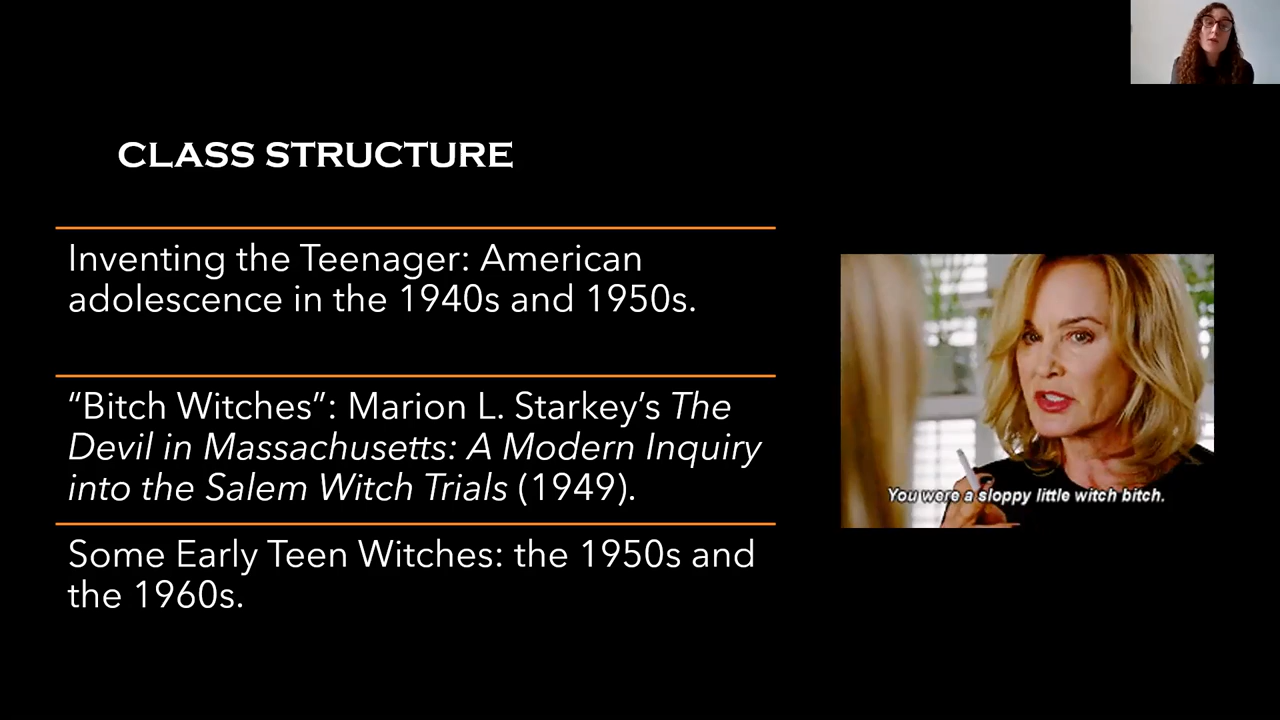 CLASS STRUCTURE
Inventing the Teenager: American
adolescence in the 1940s and 1950s.
“Bitch Witches”: Marion L. Starkey’s The
Devil in Massachusetts: A Modern Inquiry
into the Salem Witch Trials (1949).
Some Early Teen Witches: the 1950s and
the 1960s.
You were a sloppy little witch bitch.